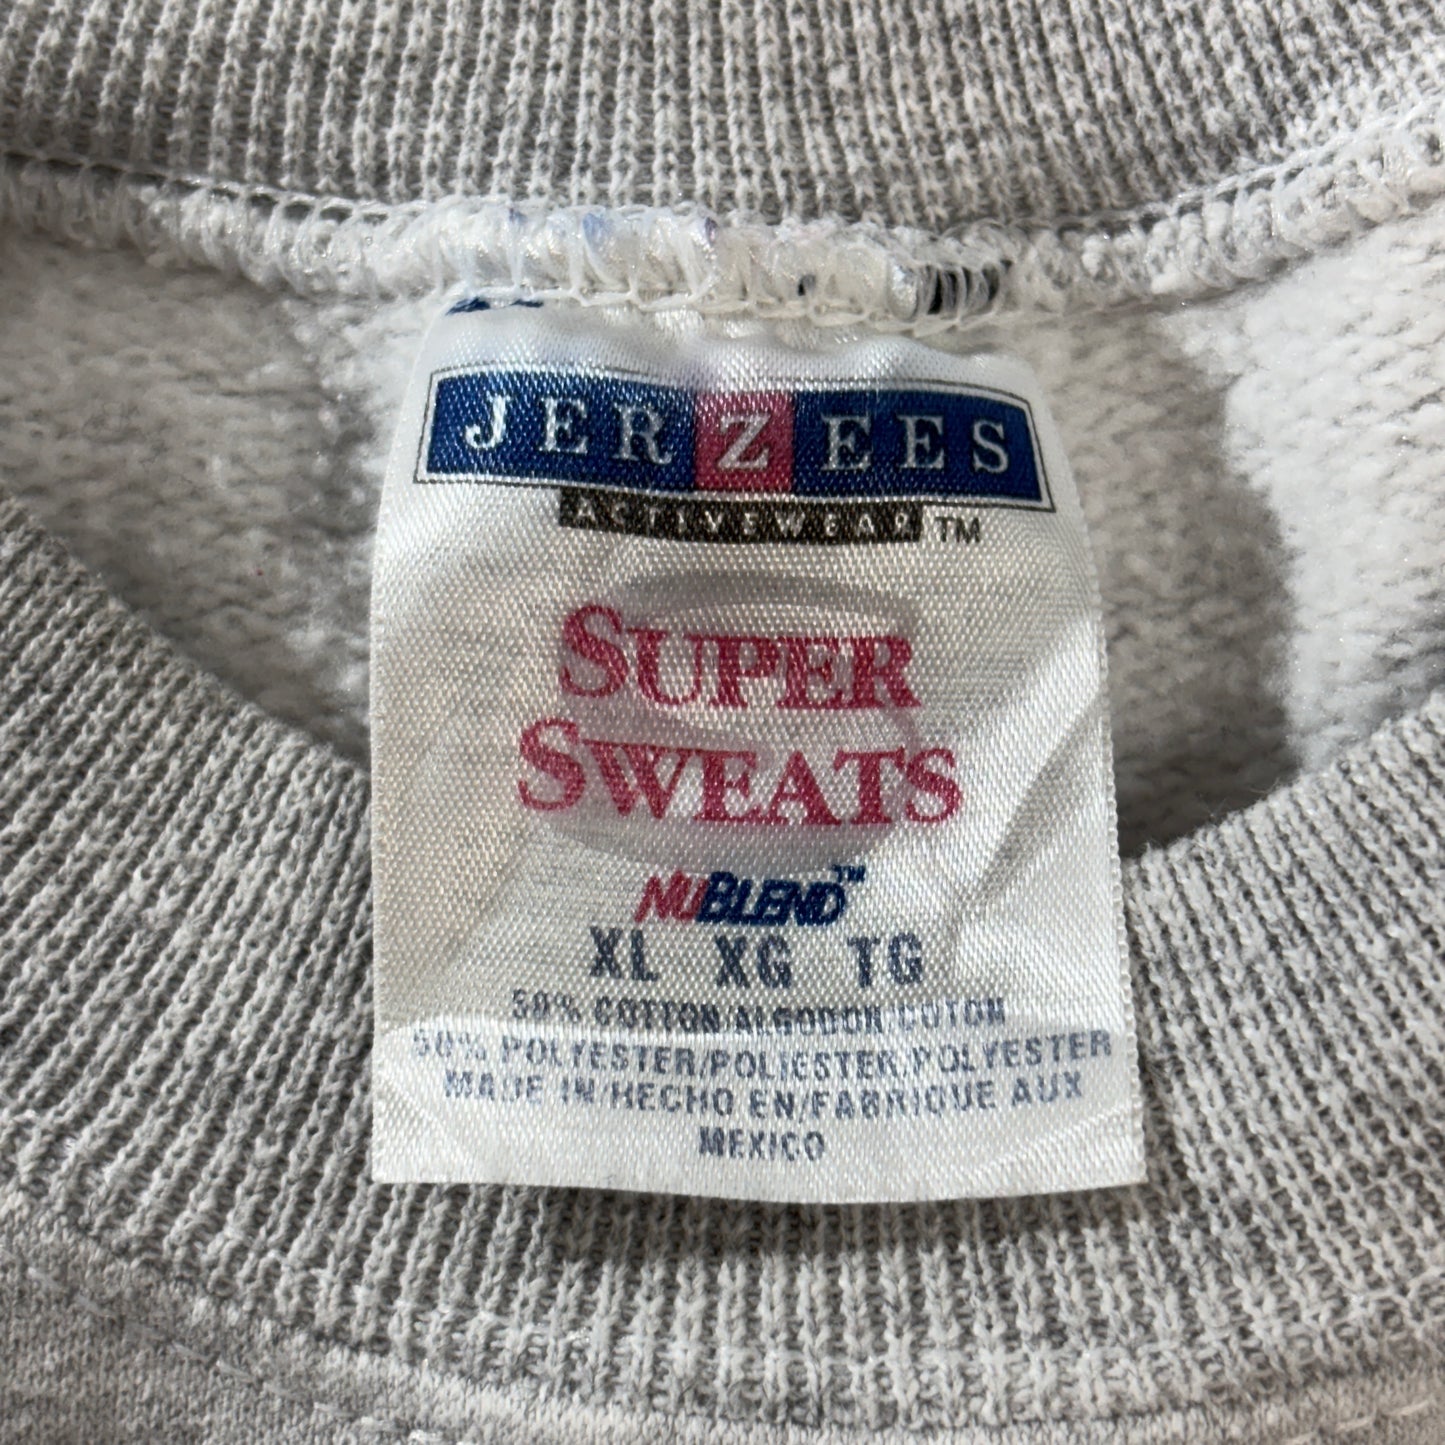 JERZEES
ACTIVEWEAR™
SUPER
SWEATS
NUBLEND™
XL XG TG
50% COTTON/ALGODON/COTON
50% POLYESTER/POLIESTER/POLYESTER
MADE IN/HECHO EN/FABRIQUE AUX
MEXICO